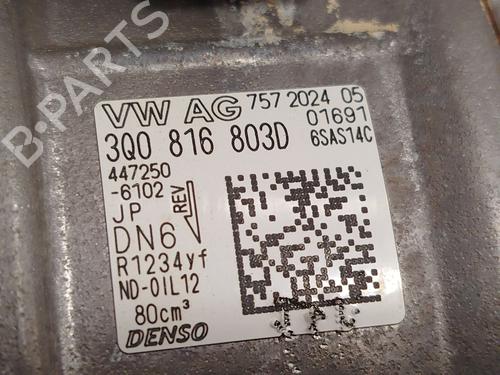 VW AG 757 2024 05
01691
3Q0 816 803D 6SAS14C
447250
-6102
JP REV
DN6
R1234yf
ND-OIL12
80cm³
DENSO
B-PARTS